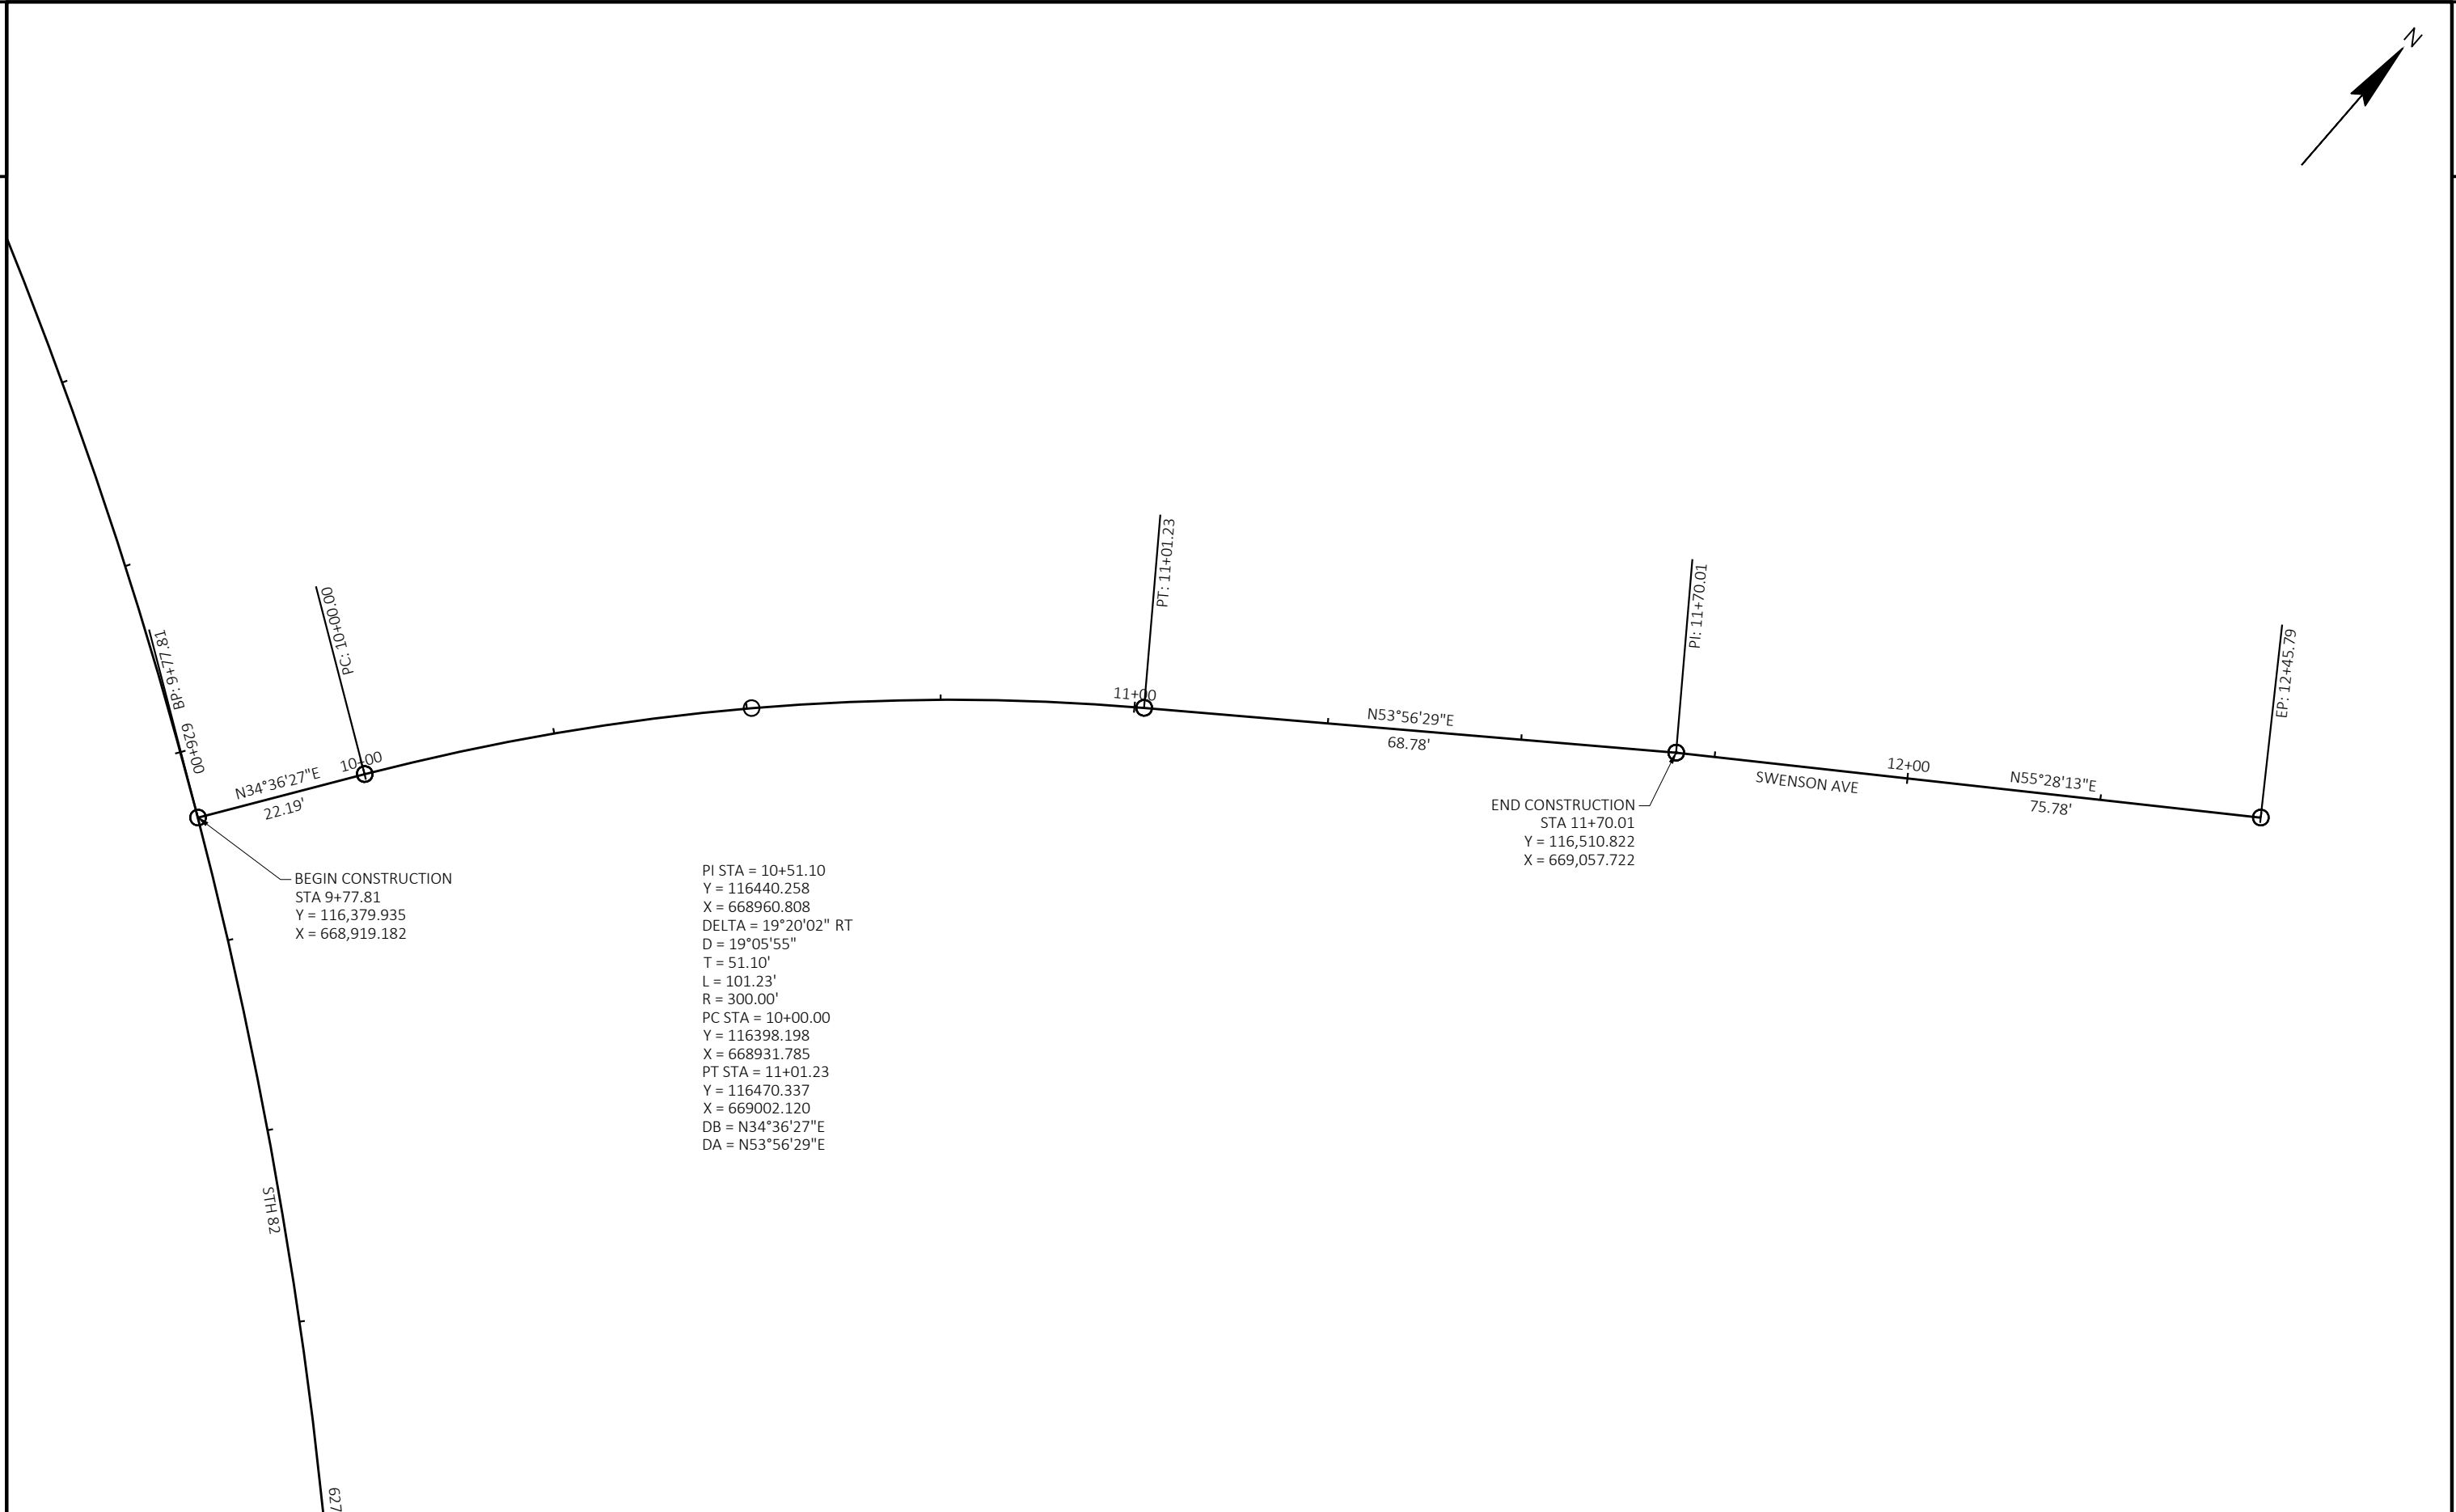 N
PT: 11+01.23
PI: 11+70.01
PC: 10+00.00
BP: 9+77.81
EP: 12+45.79
629+00
11+00
N53°56'29"E
68.78'
10+00
N34°36'27"E
22.19'
12+00
SWENSON AVE
N55°28'13"E
75.78'
END CONSTRUCTION
STA 11+70.01
Y = 116,510.822
X = 669,057.722
BEGIN CONSTRUCTION
STA 9+77.81
Y = 116,379.935
X = 668,919.182
PI STA = 10+51.10
Y = 116440.258
X = 668960.808
DELTA = 19°20'02" RT
D = 19°05'55"
T = 51.10'
L = 101.23'
R = 300.00'
PC STA = 10+00.00
Y = 116398.198
X = 668931.785
PT STA = 11+01.23
Y = 116470.337
X = 669002.120
DB = N34°36'27"E
DA = N53°56'29"E
STH 82
627